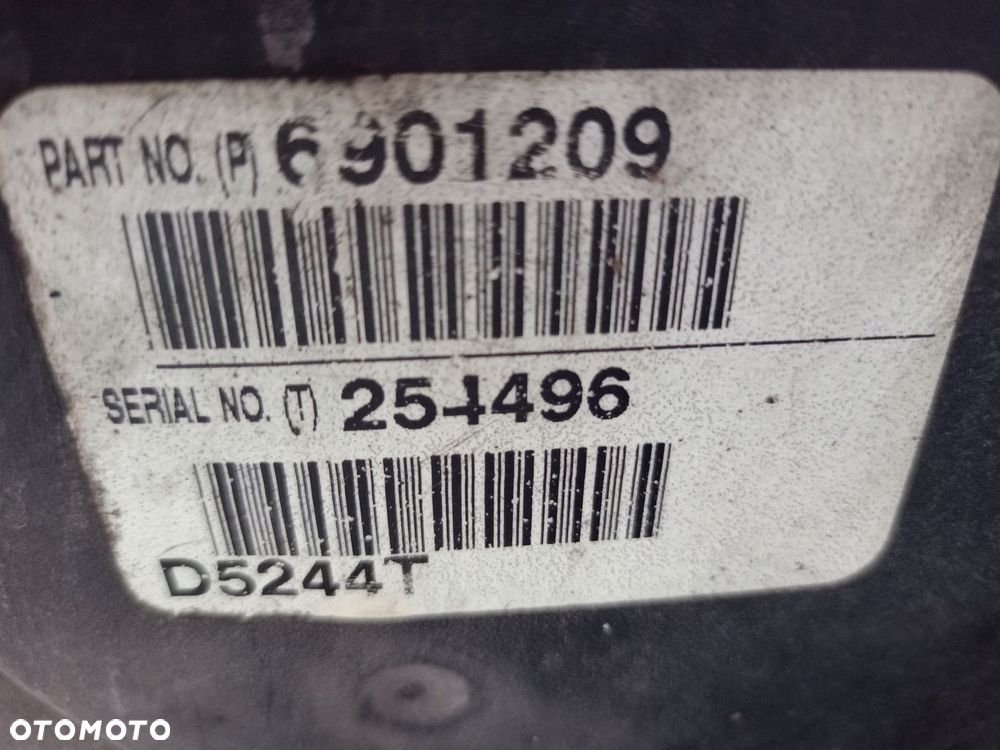 PART NO. (P) 6901209
SERIAL NO. (T) 254496
D5244T
OTOMOTO